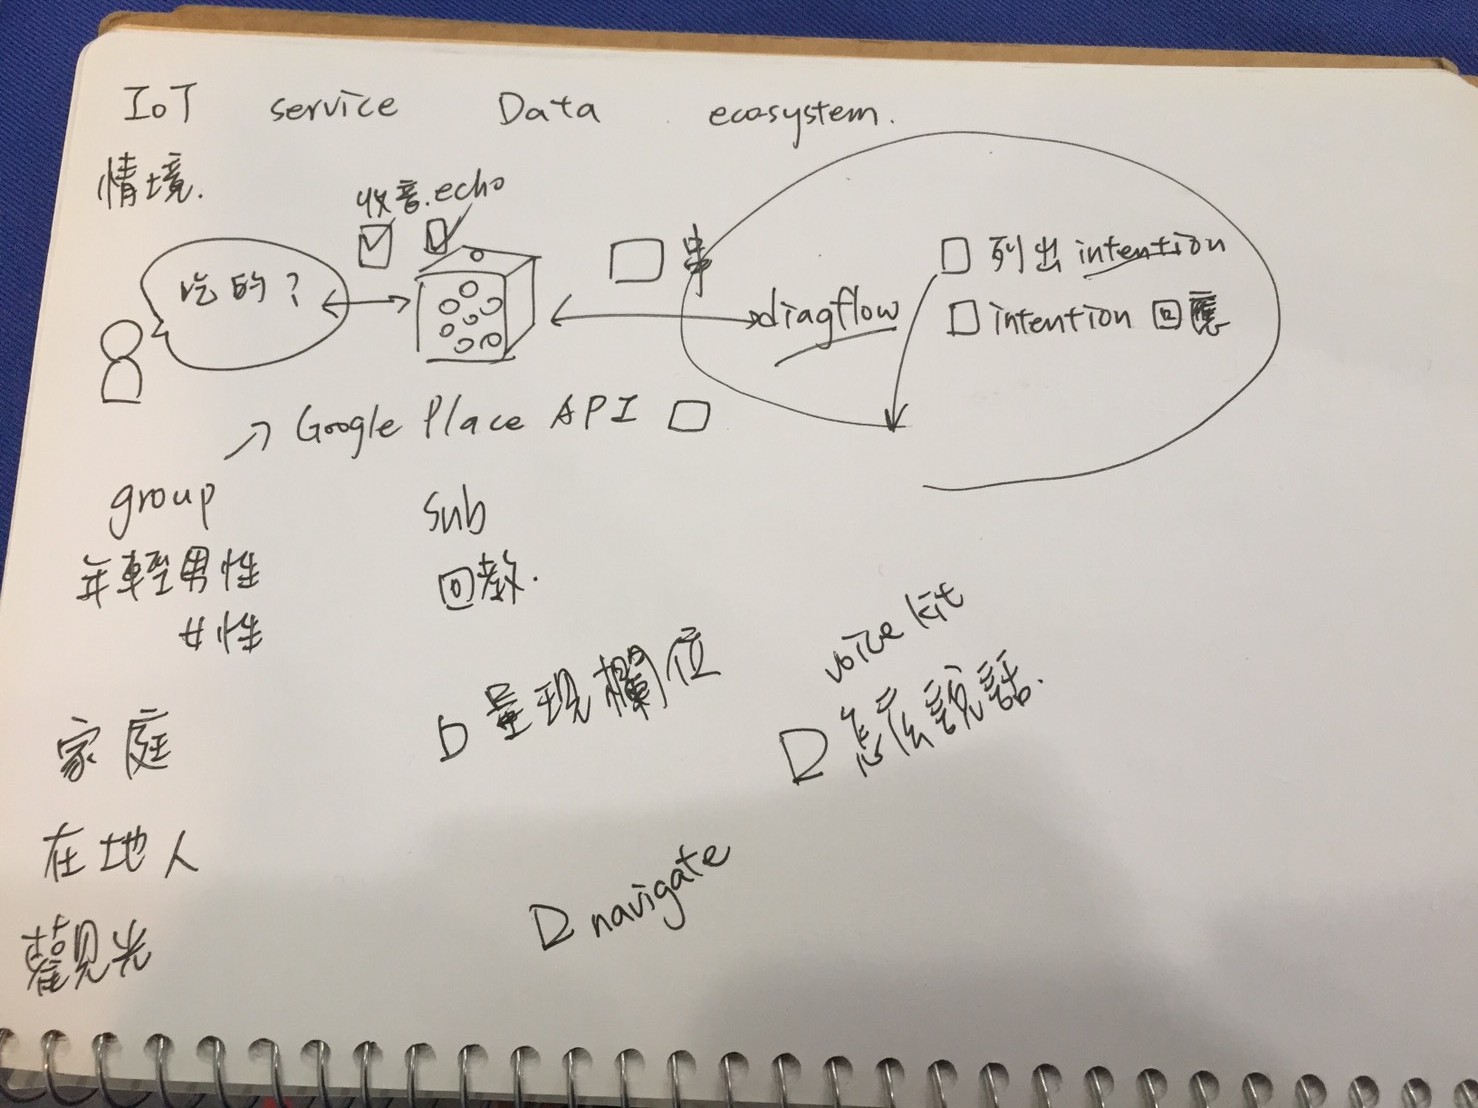 IoT service Data ecosystem.
情境.
收音.echo
吃的?
串
diagflow
列出 intention
intention 回應
Google Place API
group sub
年輕男性 回教.
女性
呈現欄位
voice kit
怎麼說話.
家庭
在地人
navigate
觀光